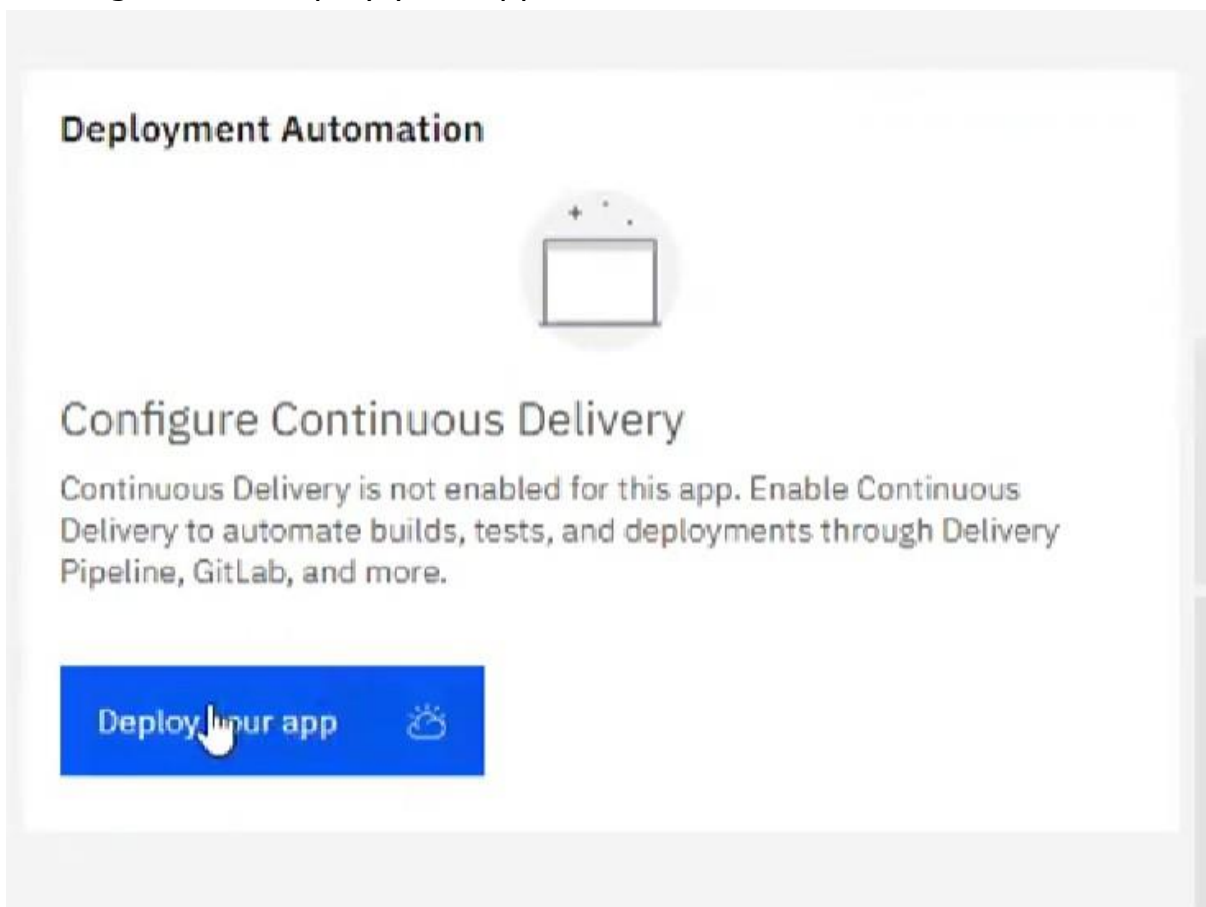 Deployment Automation
Configure Continuous Delivery
Continuous Delivery is not enabled for this app. Enable Continuous
Delivery to automate builds, tests, and deployments through Delivery
Pipeline, GitLab, and more.
Deploy your app